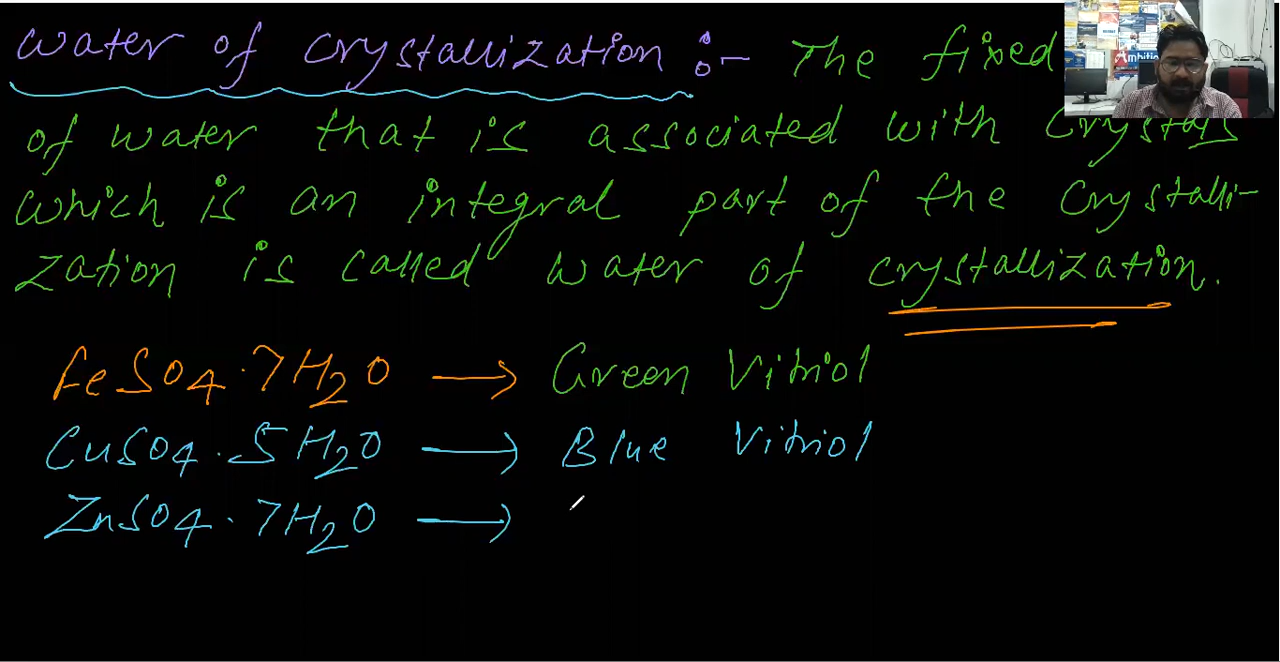 Water of Crystallization :- The fixed
of water that is associated with Crystals
which is an integral part of the Crystalli-
zation is called water of crystallization.
FeSO4.7H2O → Green Vitriol
CuSO4.5H2O → Blue Vitriol
ZnSO4.7H2O →
Ambition